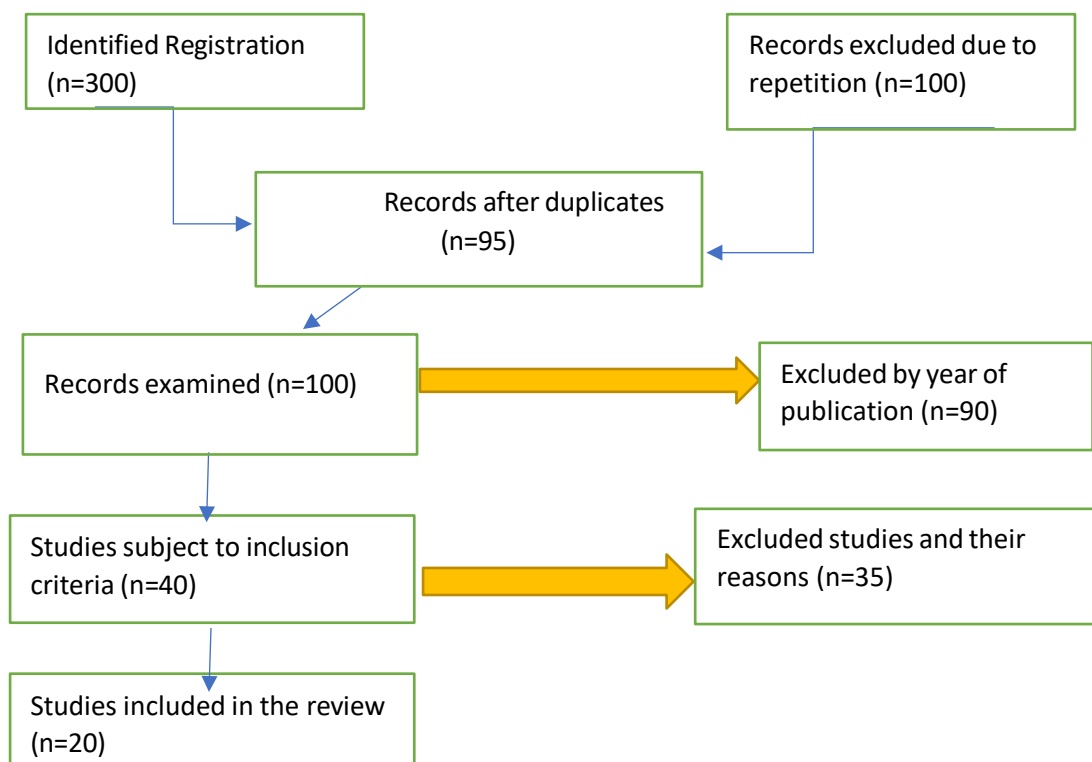 Identified Registration
(n=300)
Records excluded due to
repetition (n=100)
Records after duplicates
(n=95)
Records examined (n=100)
Excluded by year of
publication (n=90)
Studies subject to inclusion
criteria (n=40)
Excluded studies and their
reasons (n=35)
Studies included in the review
(n=20)